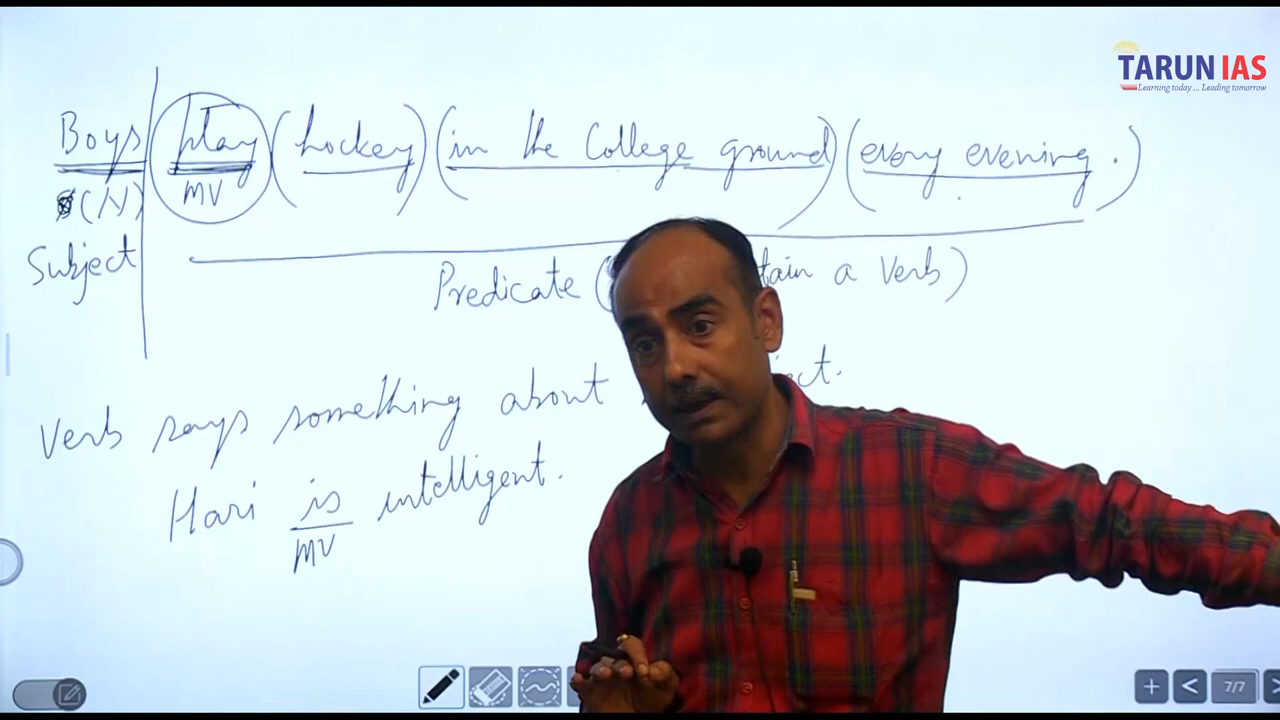 TARUN IAS
Learning today ... Leading tomorrow
Boys (play) (hockey) (in the College ground) (every evening.)
(N) MV
Subject
Predicate ( a Verb)
Verb says something about
Hari is intelligent.
MV
7/7